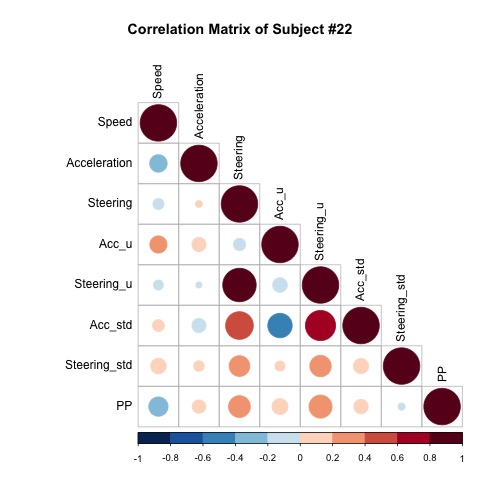 Correlation Matrix of Subject #22
Speed
Acceleration
Steering
Acc_u
Steering_u
Acc_std
Steering_std
PP
Speed
Acceleration
Steering
Acc_u
Steering_u
Acc_std
Steering_std
PP
-1 -0.8 -0.6 -0.4 -0.2 0 0.2 0.4 0.6 0.8 1